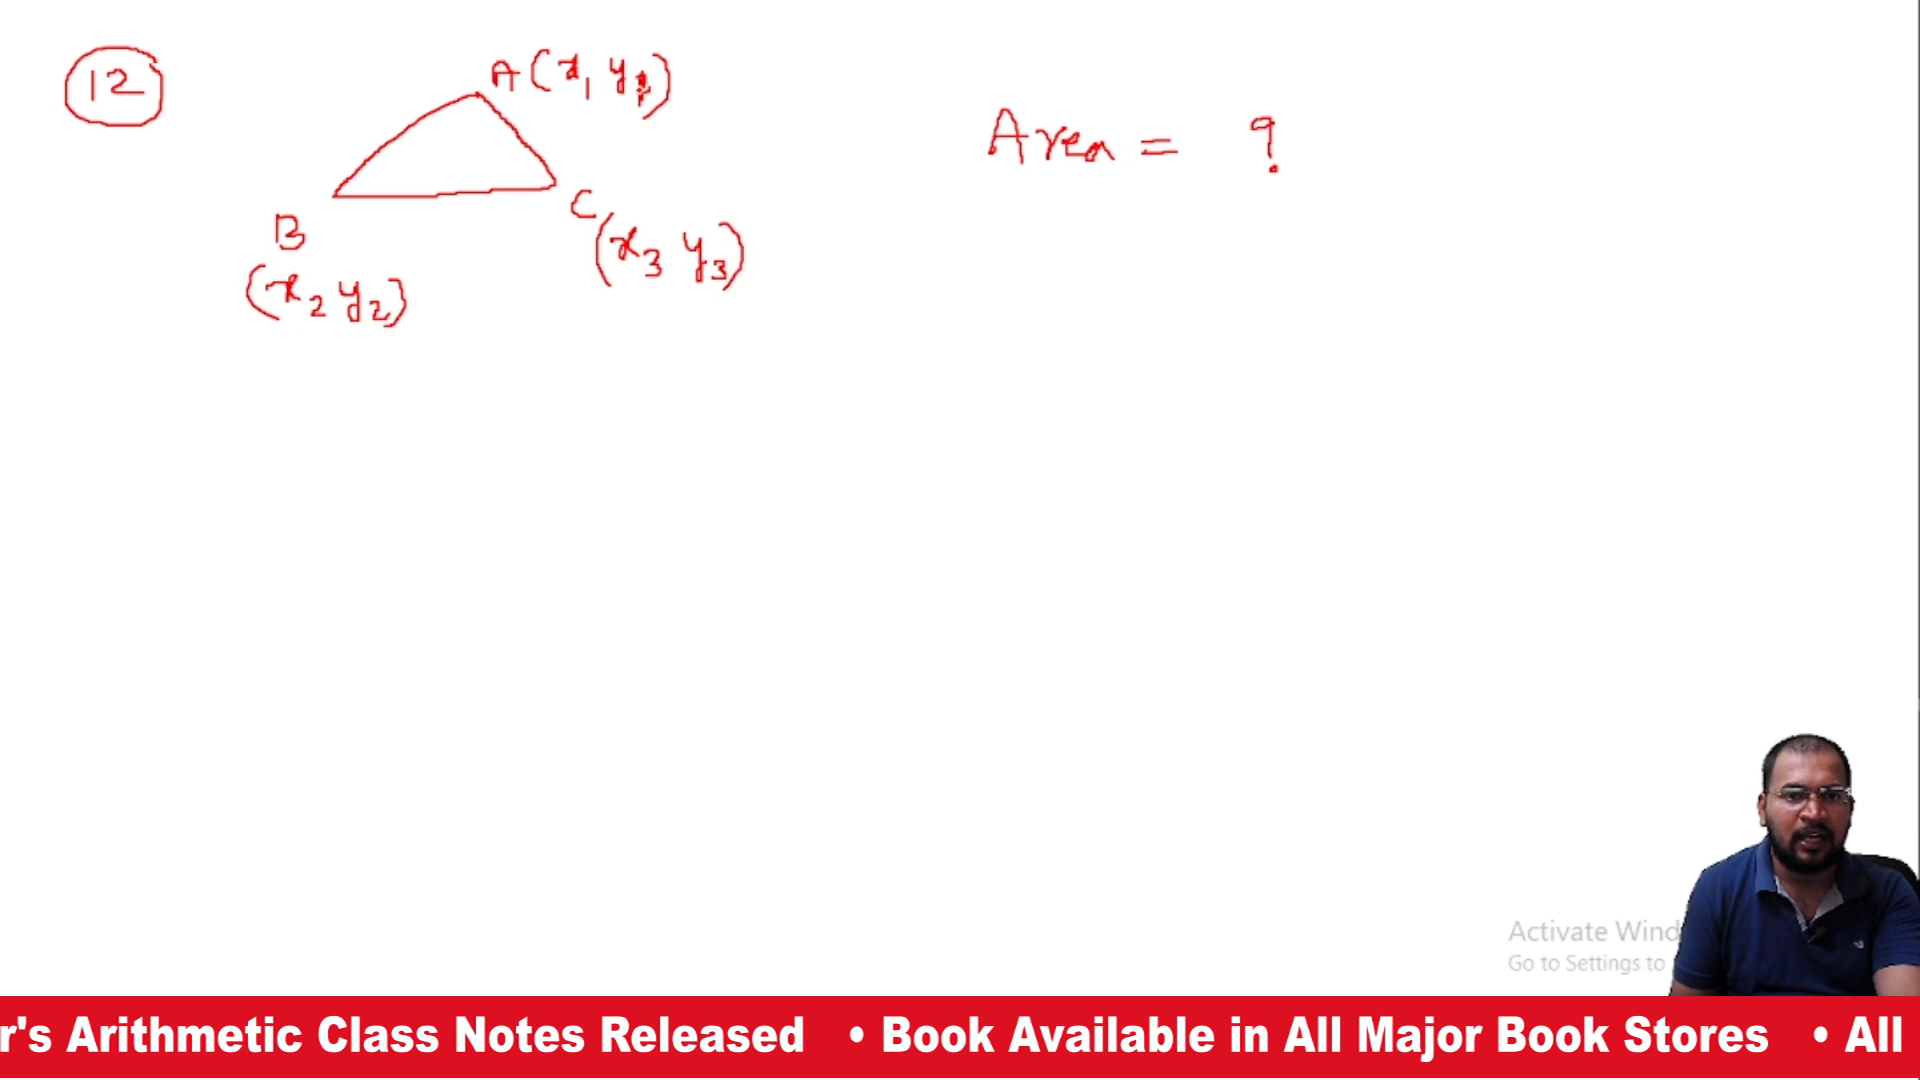 12
A(x₁ y₁)
Area = ?
B
C
(x₂ y₂)
(x₃ y₃)
Activate Wind
Go to Settings to
r's Arithmetic Class Notes Released • Book Available in All Major Book Stores • All